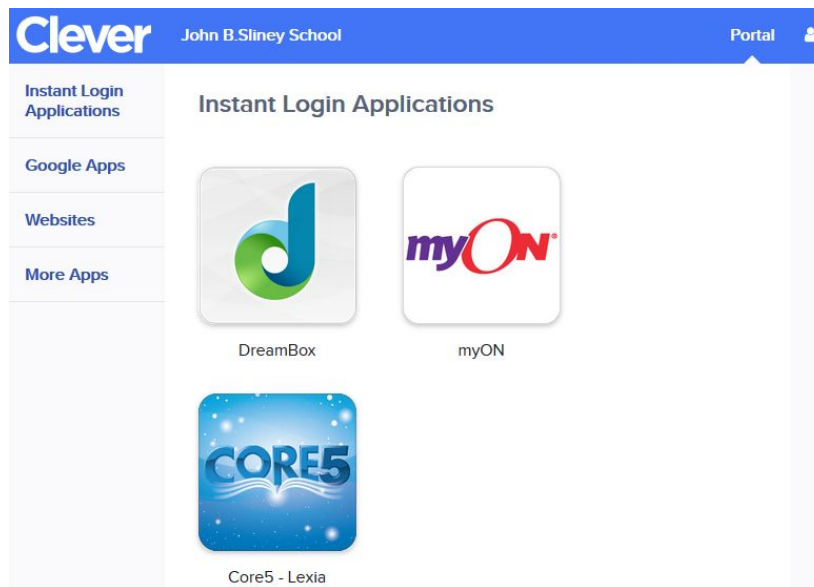 Clever
John B.Sliney School
Portal
Instant Login
Applications
Google Apps
Websites
More Apps
Instant Login Applications
d
myON®
DreamBox
myON
CORE5
Core5 - Lexia